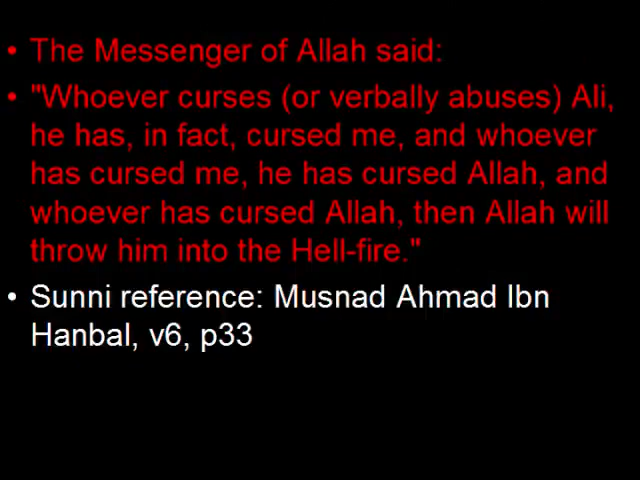 • The Messenger of Allah said:
• "Whoever curses (or verbally abuses) Ali,
he has, in fact, cursed me, and whoever
has cursed me, he has cursed Allah, and
whoever has cursed Allah, then Allah will
throw him into the Hell-fire."
• Sunni reference: Musnad Ahmad Ibn
Hanbal, v6, p33